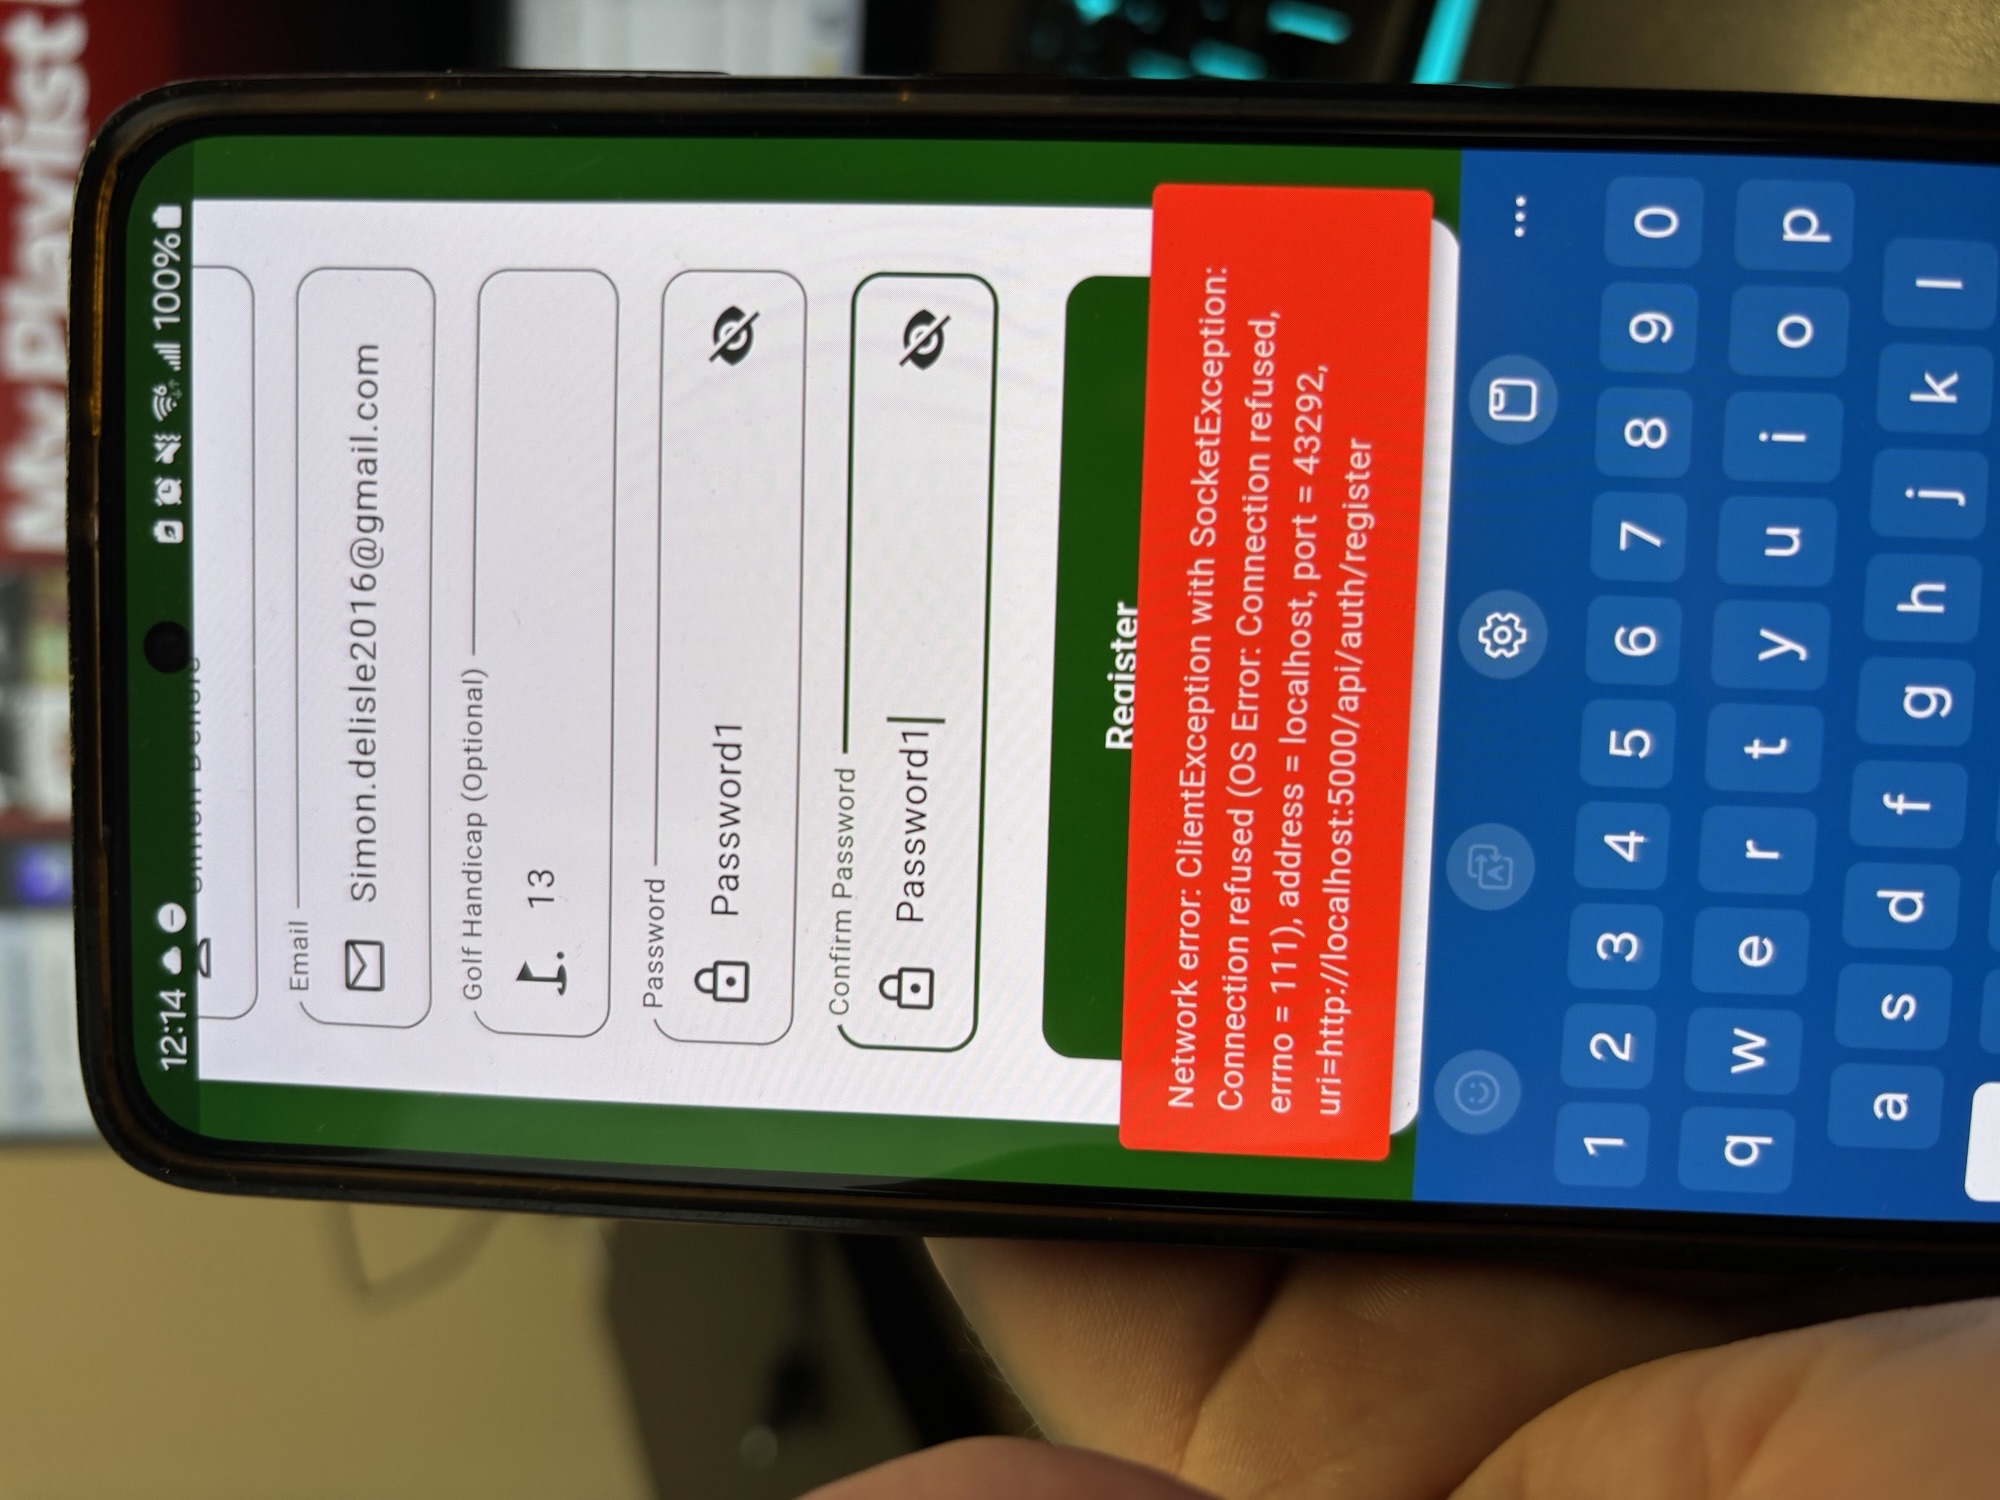 My Playlist
12:14
100%
Simon Delisle
Email
Simon.delisle2016@gmail.com
Golf Handicap (Optional)
13
Password
Password1
Confirm Password
Password1
Register
Network error: ClientException with SocketException:
Connection refused (OS Error: Connection refused,
errno = 111), address = localhost, port = 43292,
uri=http://localhost:5000/api/auth/register
1 2 3 4 5 6 7 8 9 0
q w e r t y u i o p
a s d f g h j k l